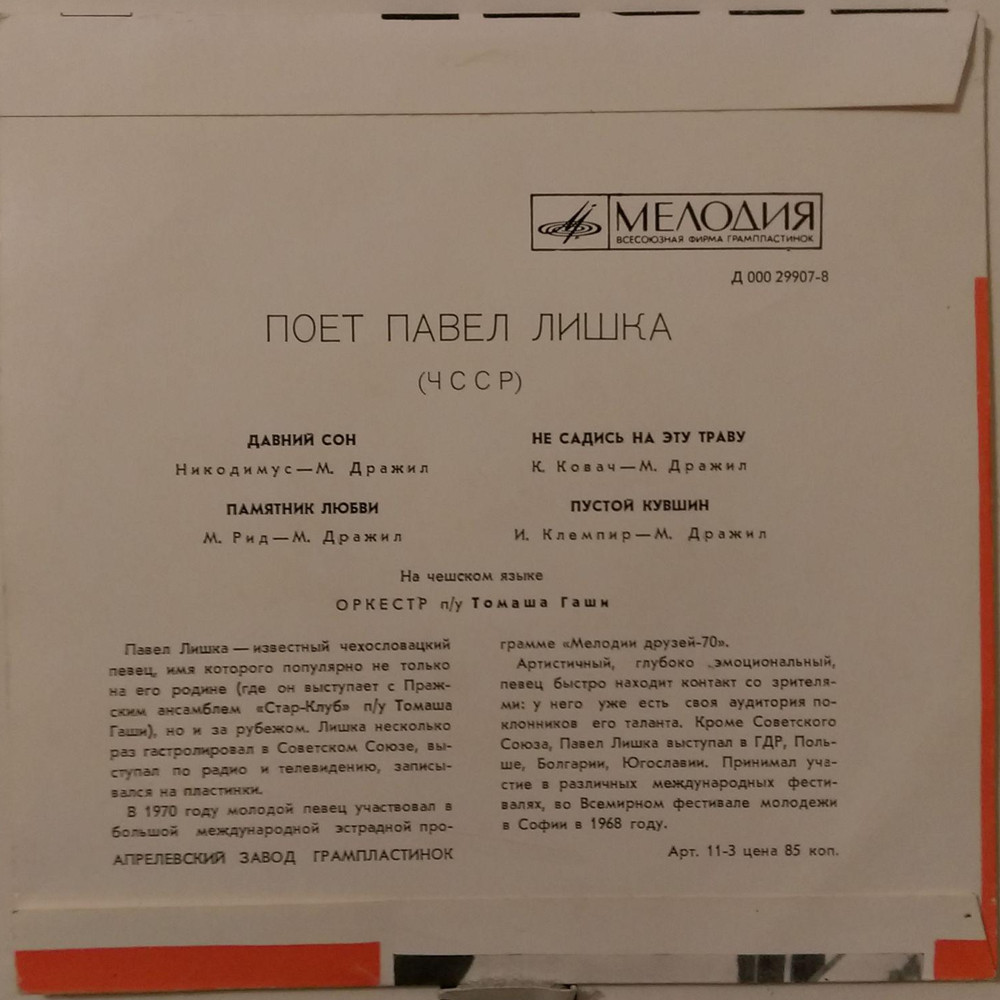 МЕЛОДИЯ
ВСЕСОЮЗНАЯ ФИРМА ГРАМПЛАСТИНОК
Д 000 29907-8
ПОЕТ ПАВЕЛ ЛИШКА
(ЧССР)
ДАВНИЙ СОН
Никодимус—М. Дражил
ПАМЯТНИК ЛЮБВИ
М. Рид—М. Дражил
НЕ САДИСЬ НА ЭТУ ТРАВУ
К. Ковач—М. Дражил
ПУСТОЙ КУВШИН
И. Клемпир—М. Дражил
На чешском языке
ОРКЕСТР п/у Томаша Гаши
Павел Лишка — известный чехословацкий
певец, имя которого популярно не только
на его родине (где он выступает с Праж-
ским ансамблем «Стар-Клуб» п/у Томаша
Гаши), но и за рубежом. Лишка несколько
раз гастролировал в Советском Союзе, вы-
ступал по радио и телевидению, записы-
вался на пластинки.
В 1970 году молодой певец участвовал в
большой международной эстрадной про-
грамме «Мелодии друзей-70».
Артистичный, глубоко эмоциональный,
певец быстро находит контакт со зрителя-
ми: у него уже есть своя аудитория по-
клонников его таланта. Кроме Советского
Союза, Павел Лишка выступал в ГДР, Поль-
ше, Болгарии, Югославии. Принимал уча-
стие в различных международных фести-
валях, во Всемирном фестивале молодежи
в Софии в 1968 году.
АПРЕЛЕВСКИЙ ЗАВОД ГРАМПЛАСТИНОК
Арт. 11-3 цена 85 коп.